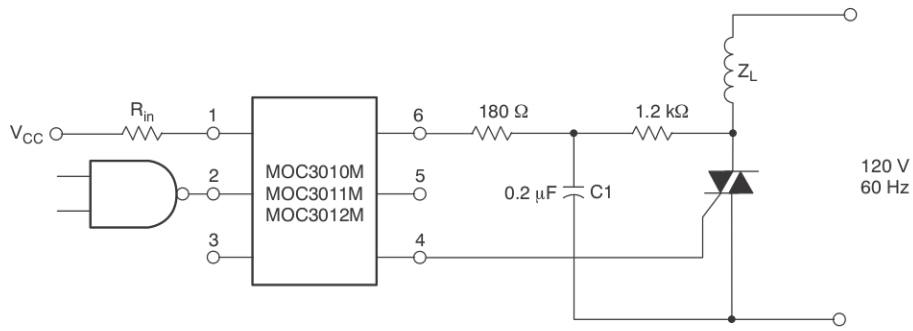 Z_L
R_in
1
6
180 Ω
1.2 kΩ
V_CC
MOC3010M
MOC3011M
MOC3012M
2
5
0.2 μF
C1
120 V
60 Hz
3
4